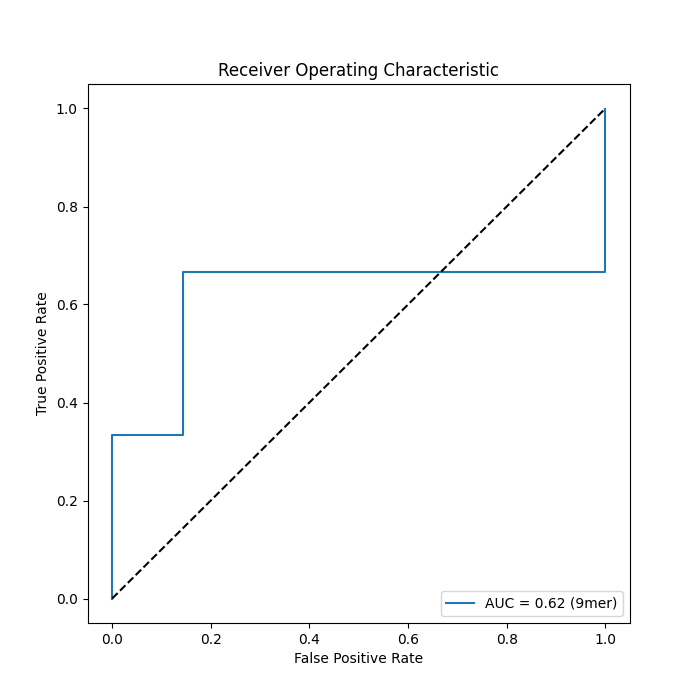 Receiver Operating Characteristic
1.0
0.8
0.6
0.4
0.2
0.0
True Positive Rate
0.0 0.2 0.4 0.6 0.8 1.0
False Positive Rate
AUC = 0.62 (9mer)